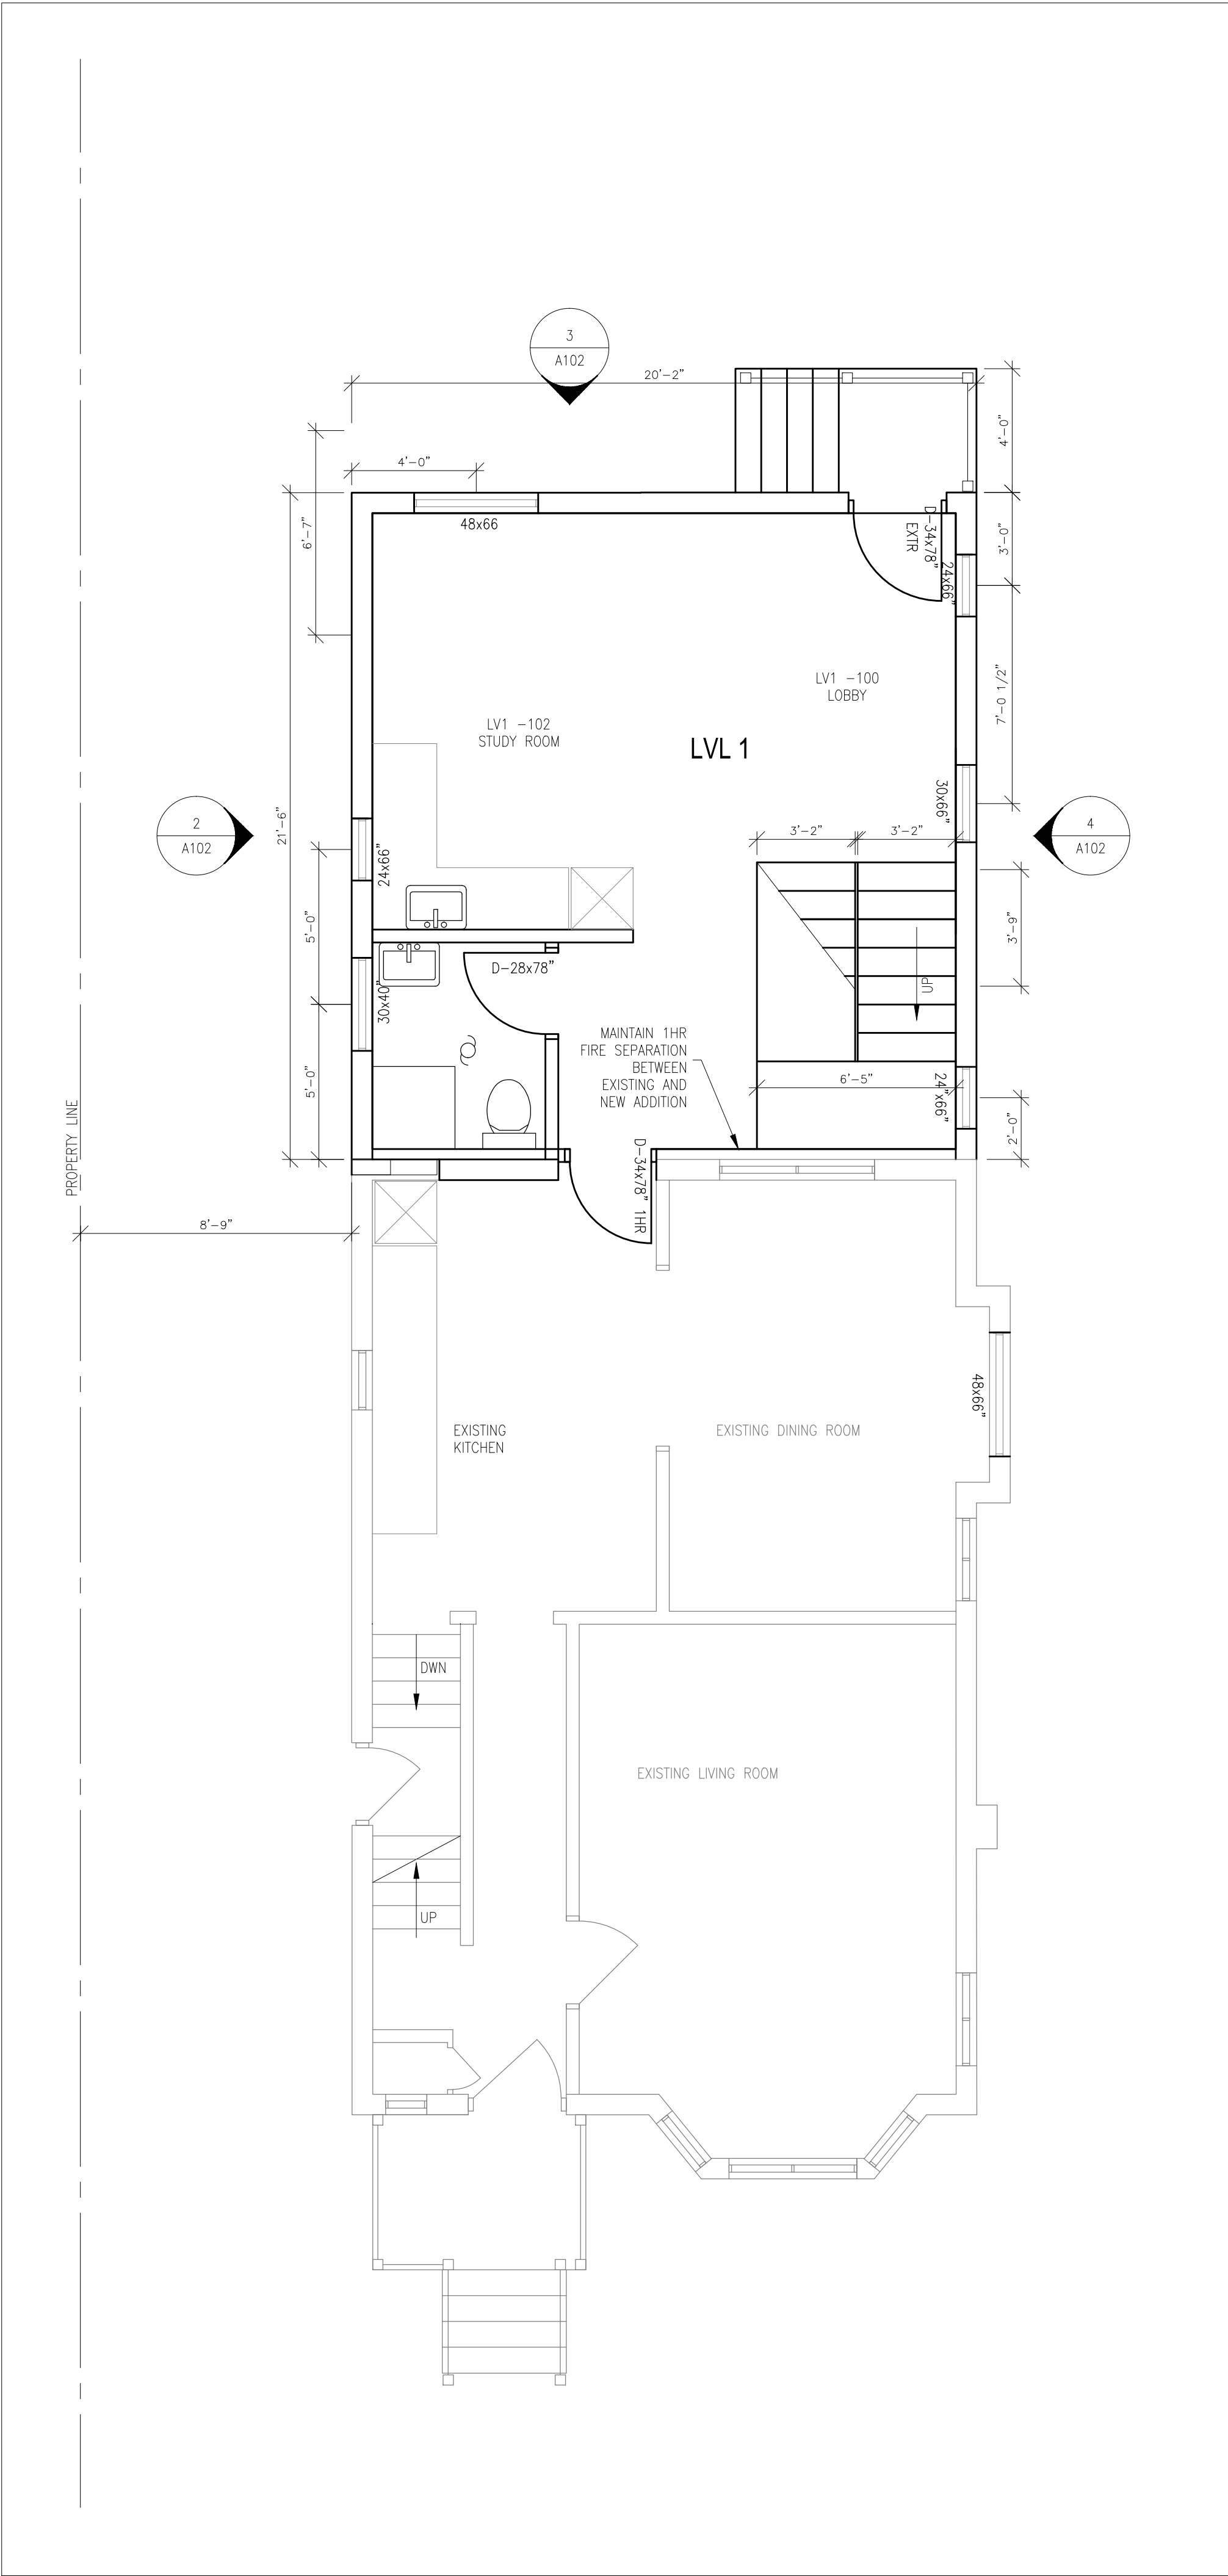 3
A102
20'-2"
4'-0"
4'-0"
6'-7"
48x66
D-34x78"
EXTR
24x66"
3'-0"
LV1 -100
LOBBY
7'-0 1/2"
LV1 -102
STUDY ROOM
LVL 1
2
A102
21'-6"
24x66"
30x66"
3'-2"
3'-2"
4
A102
5'-0"
3'-9"
D-28x78"
30x40"
UP
MAINTAIN 1HR
FIRE SEPARATION
BETWEEN
EXISTING AND
NEW ADDITION
6'-5"
24"x66"
5'-0"
2'-0"
PROPERTY LINE
D-34x78" 1HR
8'-9"
48x66"
EXISTING
KITCHEN
EXISTING DINING ROOM
DWN
EXISTING LIVING ROOM
UP